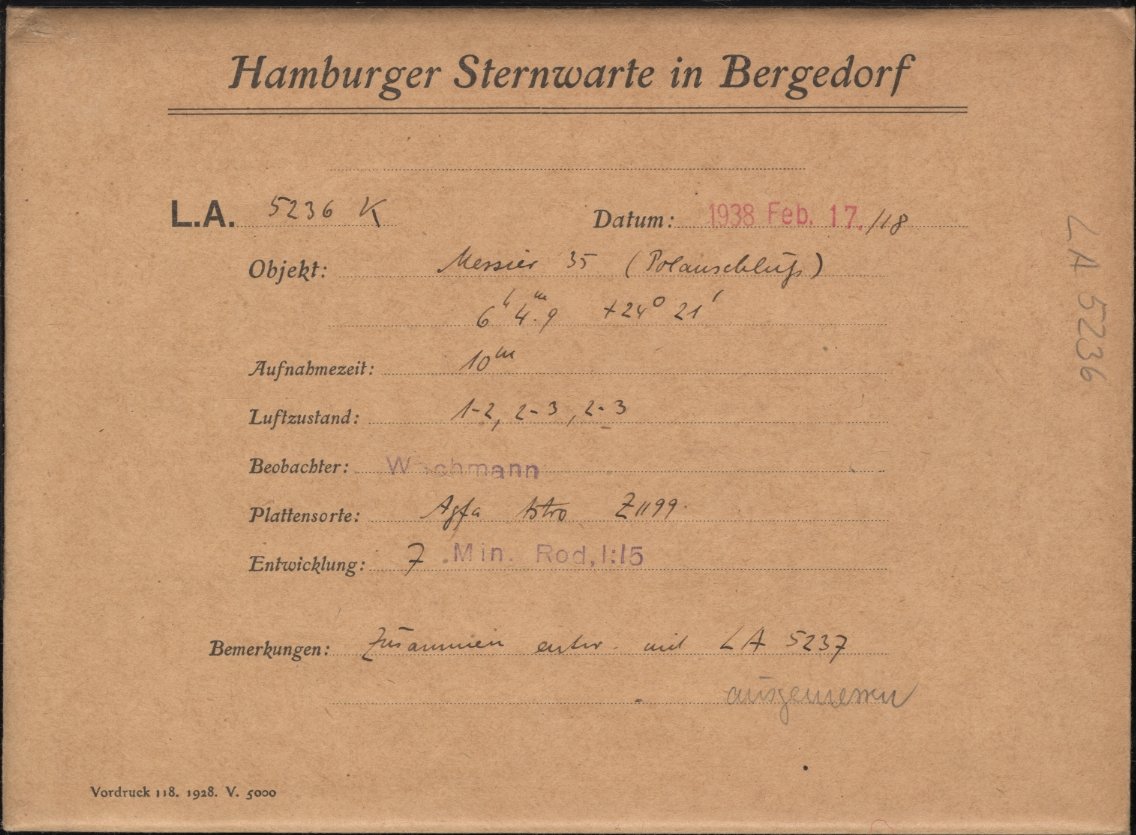 Hamburger Sternwarte in Bergedorf
L.A. 5236 K Datum: 1938 Feb. 17./18
Objekt: Messier 35 (Polanschluß)
6h 4m.9 +24° 21'
Aufnahmezeit: 10m
Luftzustand: 1-2, 2-3, 2-3
Beobachter: Wachmann
Plattensorte: Agfa Astro Z1199
Entwicklung: 7 .Min. Rod,1:15
Bemerkungen: Zusammen entw. mit LA 5237
ausgemessen
Vordruck 118. 1928. V. 5000
LA 5236